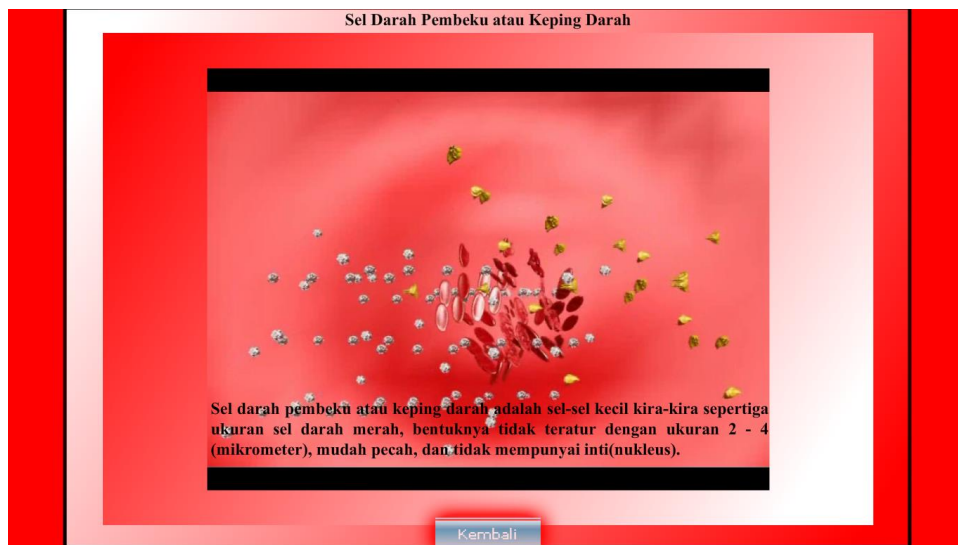 Sel Darah Pembeku atau Keping Darah
Sel darah pembeku atau keping darah adalah sel-sel kecil kira-kira sepertiga
ukuran sel darah merah, bentuknya tidak teratur dengan ukuran 2 - 4
(mikrometer), mudah pecah, dan tidak mempunyai inti(nukleus).
Kembali